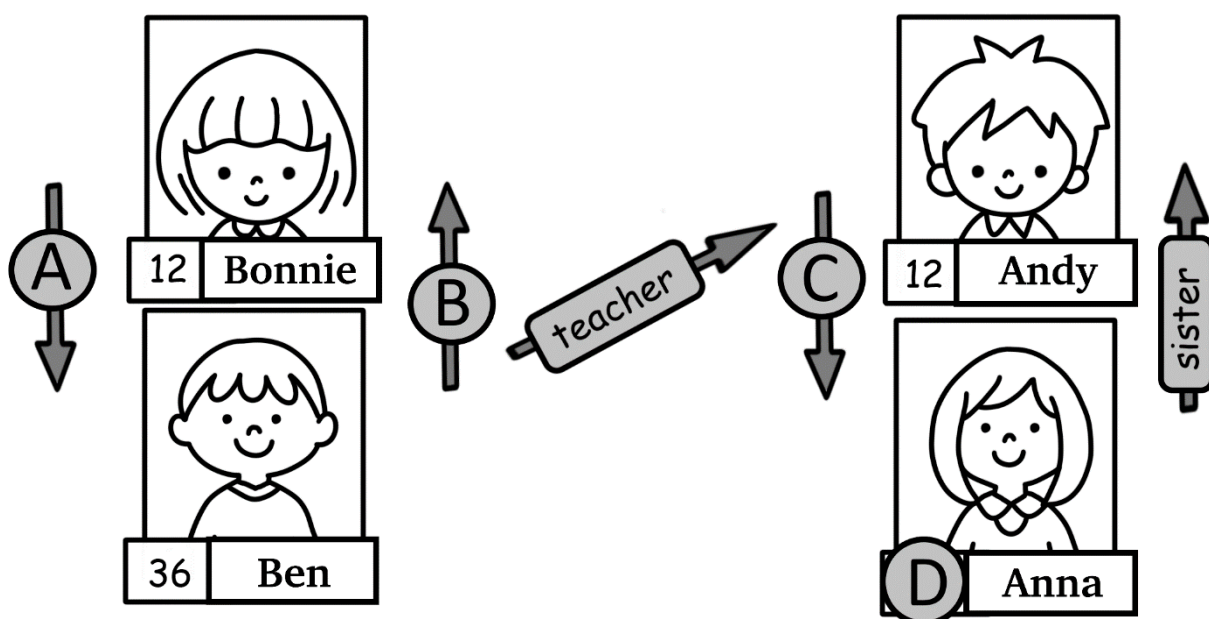 A
12 Bonnie
B
36 Ben
teacher
C
12 Andy
sister
D Anna